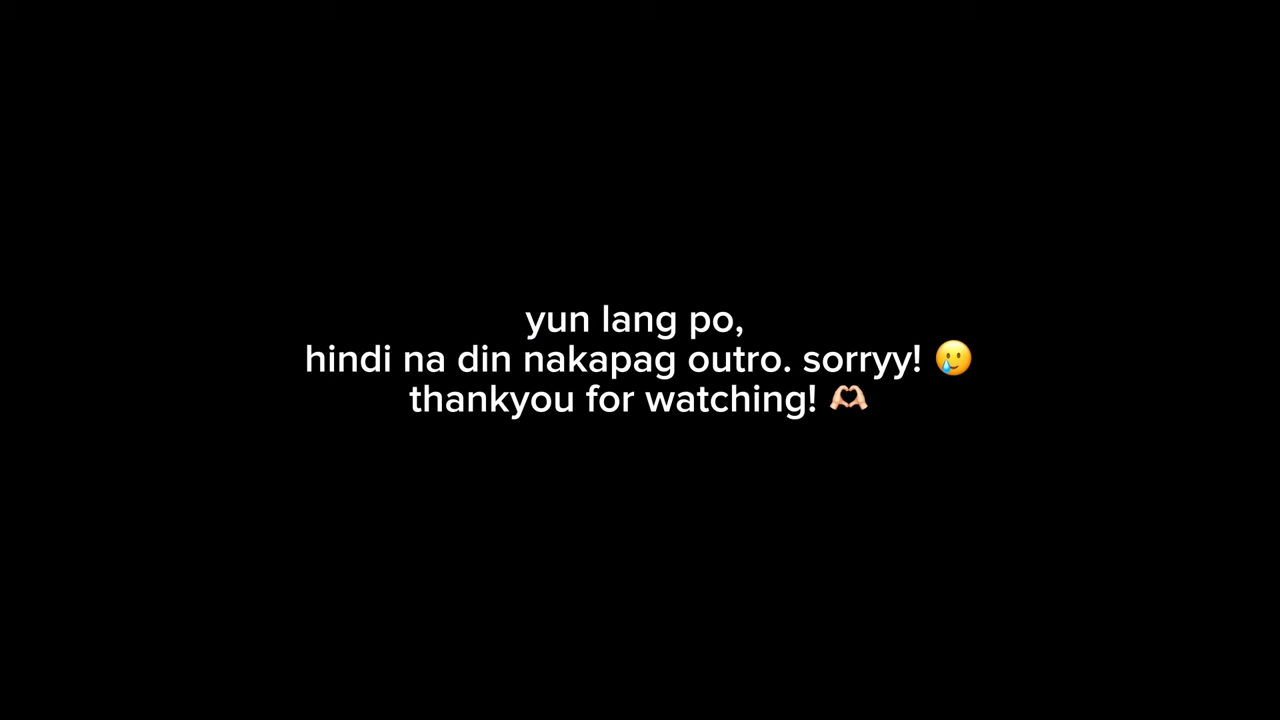 yun lang po,
hindi na din nakapag outro. sorryy! 🥲
thankyou for watching! 🫶🏻